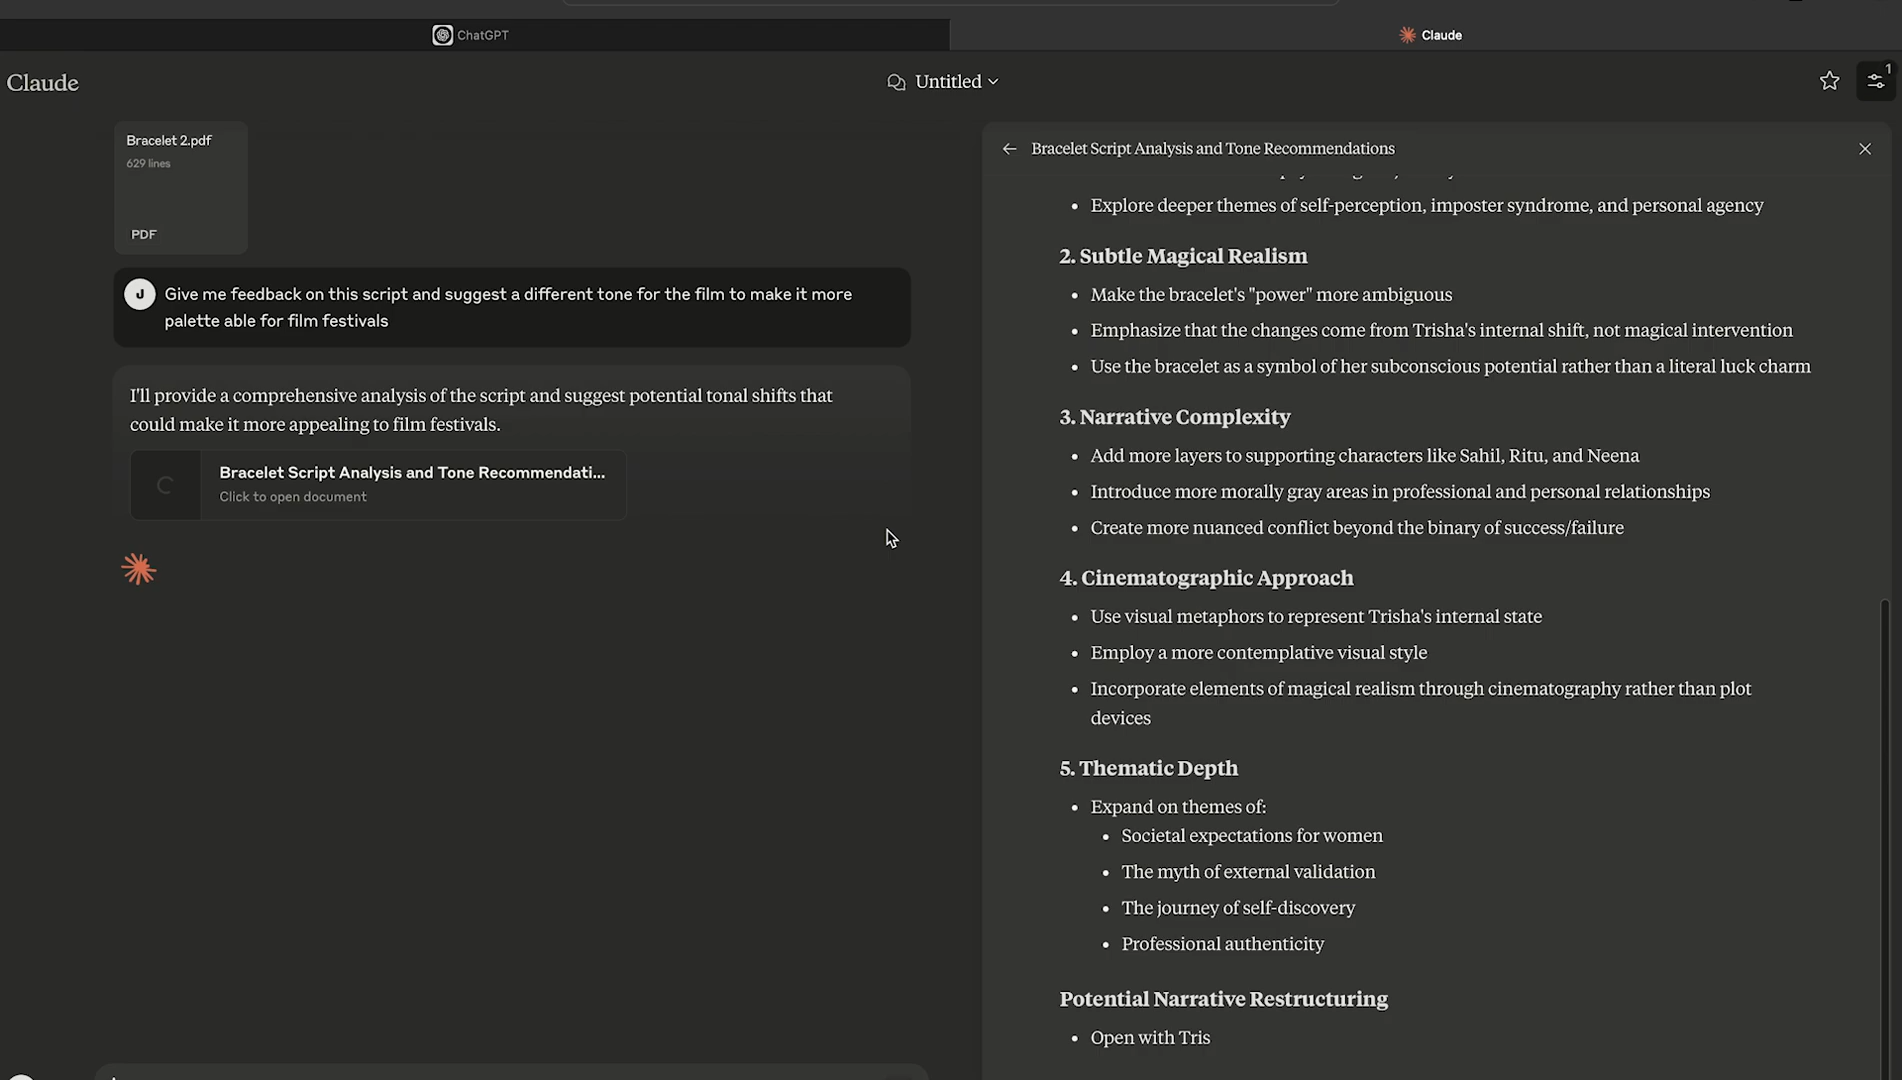 ChatGPT
Claude
Claude
Untitled
1
Bracelet 2.pdf
629 lines
PDF
J
Give me feedback on this script and suggest a different tone for the film to make it more
palette able for film festivals
I'll provide a comprehensive analysis of the script and suggest potential tonal shifts that
could make it more appealing to film festivals.
Bracelet Script Analysis and Tone Recommendati...
Click to open document
Bracelet Script Analysis and Tone Recommendations
• Explore deeper themes of self-perception, imposter syndrome, and personal agency
2. Subtle Magical Realism
• Make the bracelet's "power" more ambiguous
• Emphasize that the changes come from Trisha's internal shift, not magical intervention
• Use the bracelet as a symbol of her subconscious potential rather than a literal luck charm
3. Narrative Complexity
• Add more layers to supporting characters like Sahil, Ritu, and Neena
• Introduce more morally gray areas in professional and personal relationships
• Create more nuanced conflict beyond the binary of success/failure
4. Cinematographic Approach
• Use visual metaphors to represent Trisha's internal state
• Employ a more contemplative visual style
• Incorporate elements of magical realism through cinematography rather than plot
devices
5. Thematic Depth
• Expand on themes of:
• Societal expectations for women
• The myth of external validation
• The journey of self-discovery
• Professional authenticity
Potential Narrative Restructuring
• Open with Tris